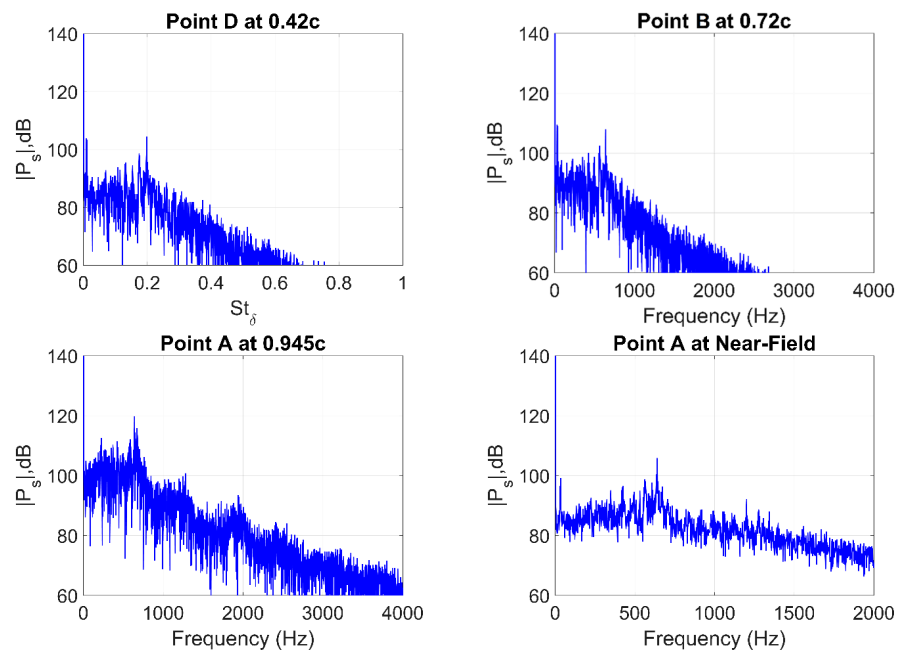 Point D at 0.42c
140
120
100
80
60
|Pₛ|,dB
0 0.2 0.4 0.6 0.8 1
St_δ
Point B at 0.72c
140
120
100
80
60
|Pₛ|,dB
0 1000 2000 3000 4000
Frequency (Hz)
Point A at 0.945c
140
120
100
80
60
|Pₛ|,dB
0 1000 2000 3000 4000
Frequency (Hz)
Point A at Near-Field
140
120
100
80
60
|Pₛ|,dB
0 500 1000 1500 2000
Frequency (Hz)